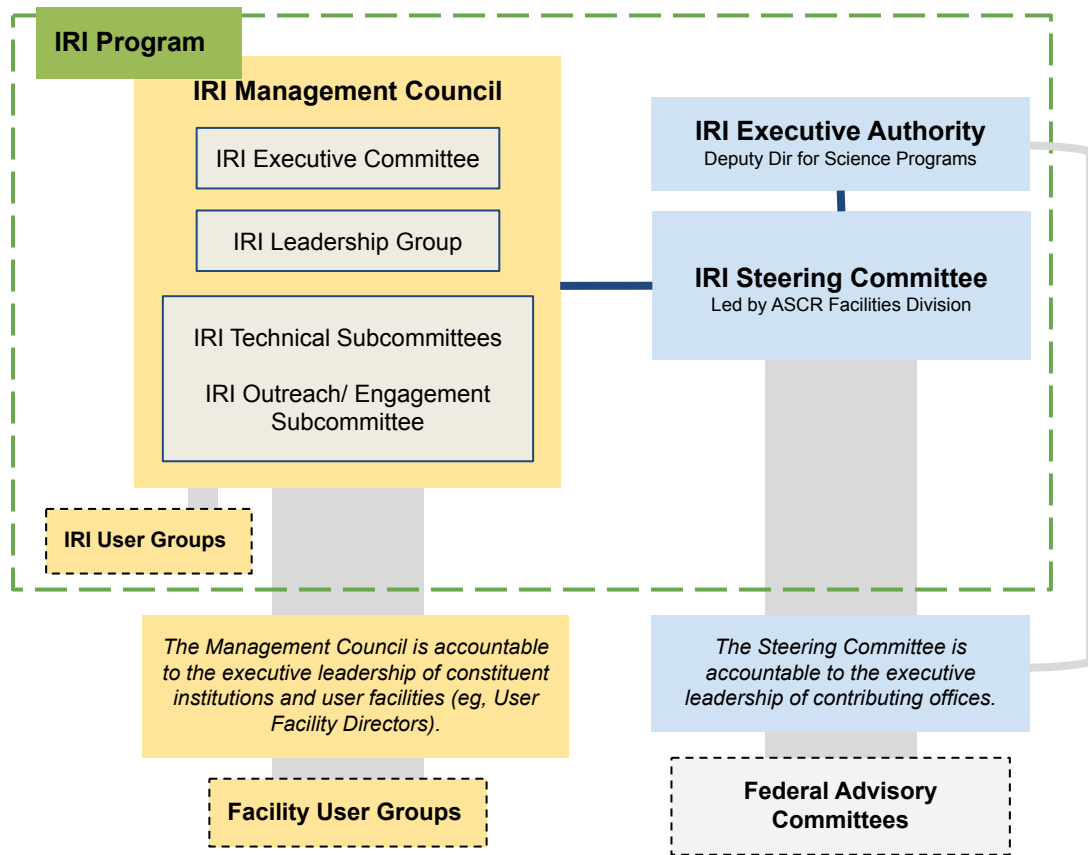 IRI Program
IRI Management Council
IRI Executive Committee
IRI Leadership Group
IRI Technical Subcommittees
IRI Outreach/ Engagement
Subcommittee
IRI User Groups
IRI Executive Authority
Deputy Dir for Science Programs
IRI Steering Committee
Led by ASCR Facilities Division
The Management Council is accountable
to the executive leadership of constituent
institutions and user facilities (eg, User
Facility Directors).
The Steering Committee is
accountable to the executive
leadership of contributing offices.
Facility User Groups
Federal Advisory
Committees